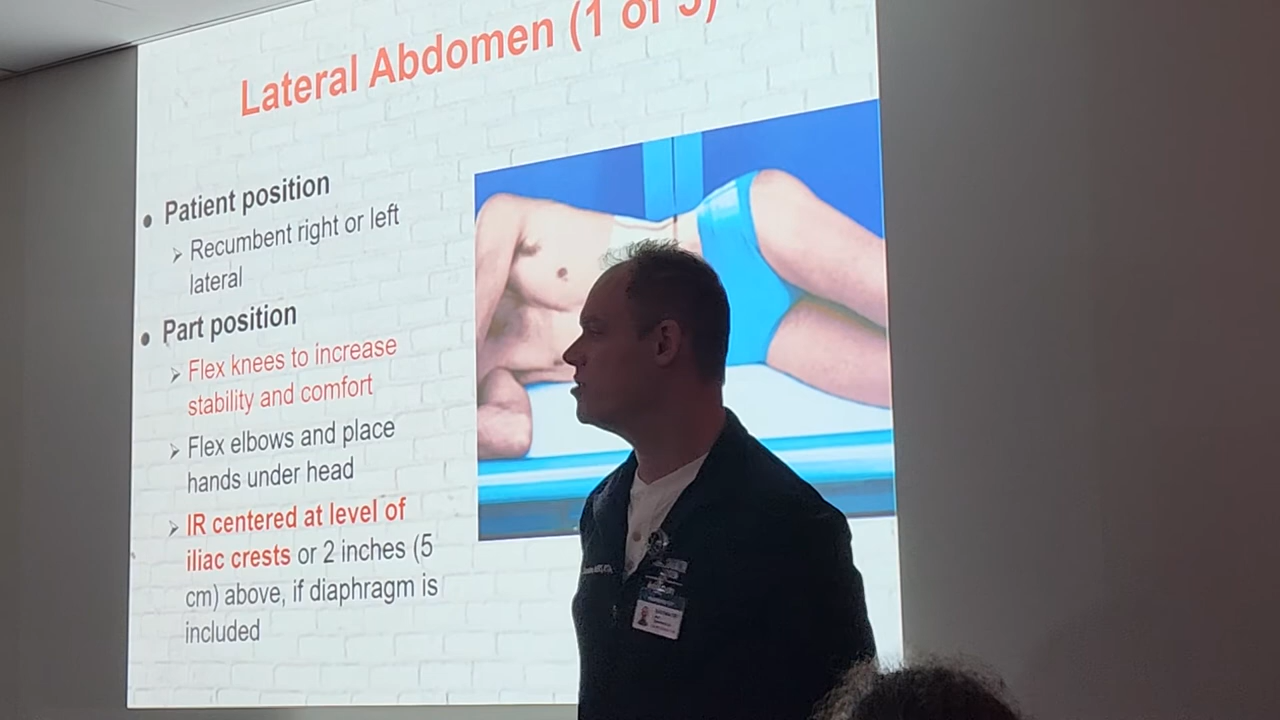 Lateral Abdomen (1 of 5)
• Patient position
➢ Recumbent right or left
lateral
• Part position
➢ Flex knees to increase
stability and comfort
➢ Flex elbows and place
hands under head
➢ IR centered at level of
iliac crests or 2 inches (5
cm) above, if diaphragm is
included